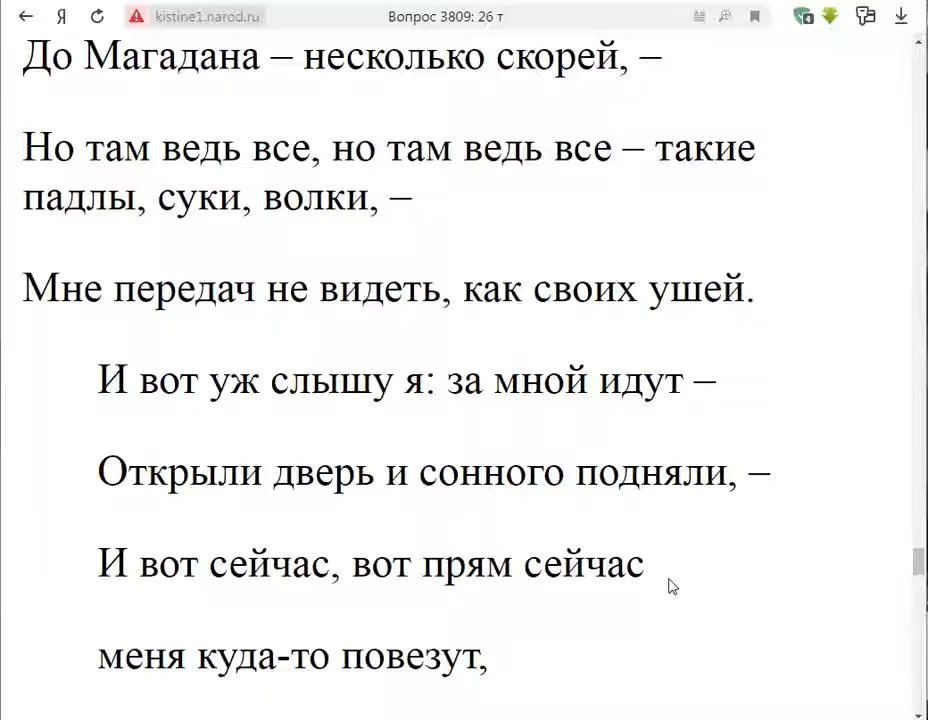 Я kistine1.narod.ru Вопрос 3809: 26 т
До Магадана – несколько скорей, –
Но там ведь все, но там ведь все – такие
падлы, суки, волки, –
Мне передач не видеть, как своих ушей.
И вот уж слышу я: за мной идут –
Открыли дверь и сонного подняли, –
И вот сейчас, вот прям сейчас
меня куда-то повезут,